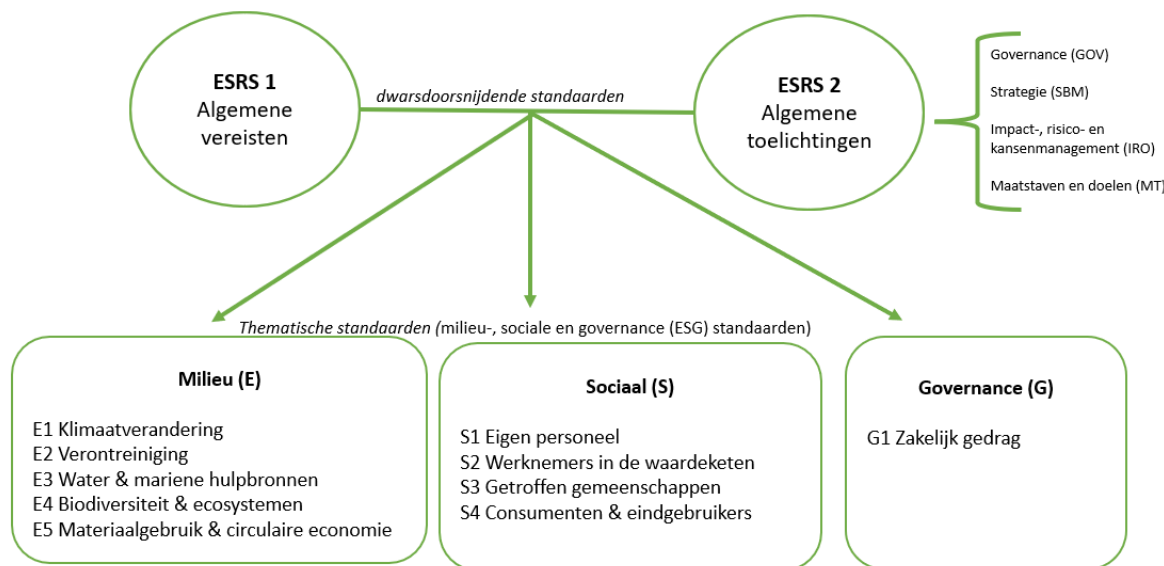 ESRS 1
Algemene
vereisten
dwarsdoorsnijdende standaarden
ESRS 2
Algemene
toelichtingen
Governance (GOV)
Strategie (SBM)
Impact-, risico- en
kansenmanagement (IRO)
Maatstaven en doelen (MT)
Thematische standaarden (milieu-, sociale en governance (ESG) standaarden)
Milieu (E)
E1 Klimaatverandering
E2 Verontreiniging
E3 Water & mariene hulpbronnen
E4 Biodiversiteit & ecosystemen
E5 Materiaalgebruik & circulaire economie
Sociaal (S)
S1 Eigen personeel
S2 Werknemers in de waardeketen
S3 Getroffen gemeenschappen
S4 Consumenten & eindgebruikers
Governance (G)
G1 Zakelijk gedrag